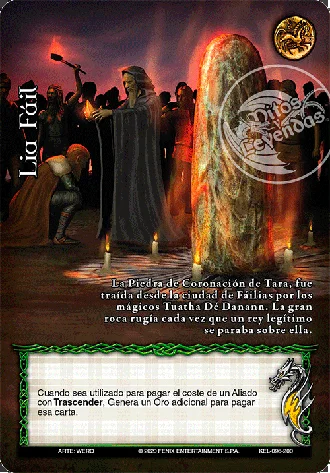 Lia Fáil
Mitos
y
Leyendas
La Piedra de Coronación de Tara, fue
traída desde la ciudad de Fáilias por los
mágicos Tuatha Dé Danann. La gran
roca rugía cada vez que un rey legítimo
se paraba sobre ella.
Cuando sea utilizado para pagar el coste de un Aliado
con Trascender, Genera un Oro adicional para pagar
esa carta.
© 2023 FENIX ENTERTAINMENT S.P.A.